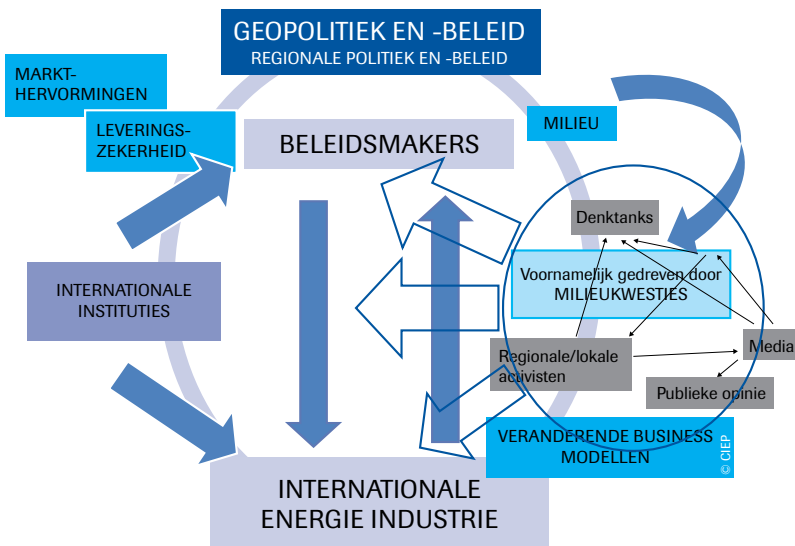 GEOPOLITIEK EN -BELEID
REGIONALE POLITIEK EN -BELEID
MARKT-
HERVORMINGEN
LEVERINGS-
ZEKERHEID
BELEIDSMAKERS
MILIEU
Denktanks
Voornamelijk gedreven door
MILIEUKWESTIES
INTERNATIONALE
INSTITUTIES
Media
Regionale/lokale
activisten
Publieke opinie
VERANDERENDE BUSINESS
MODELLEN
© CIEP
INTERNATIONALE
ENERGIE INDUSTRIE